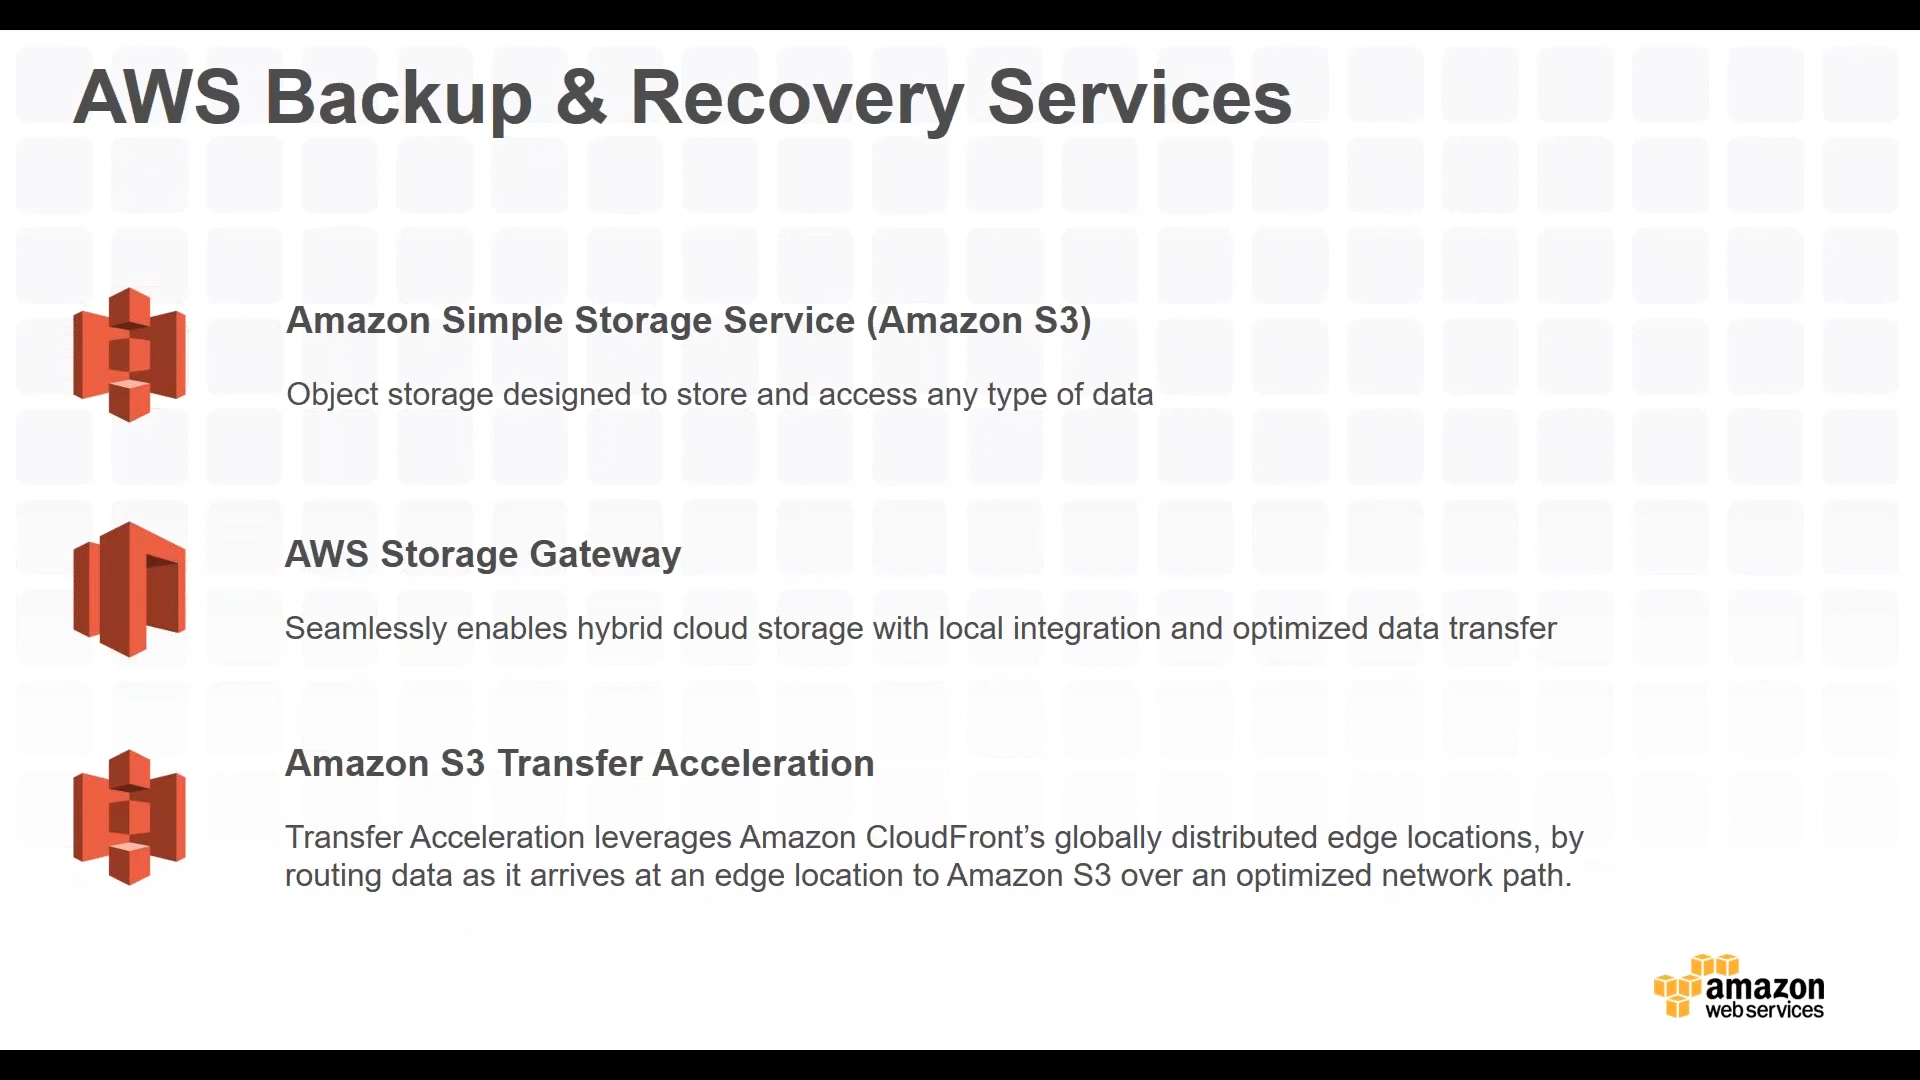 AWS Backup & Recovery Services
Amazon Simple Storage Service (Amazon S3)
Object storage designed to store and access any type of data
AWS Storage Gateway
Seamlessly enables hybrid cloud storage with local integration and optimized data transfer
Amazon S3 Transfer Acceleration
Transfer Acceleration leverages Amazon CloudFront’s globally distributed edge locations, by
routing data as it arrives at an edge location to Amazon S3 over an optimized network path.
amazon
web services